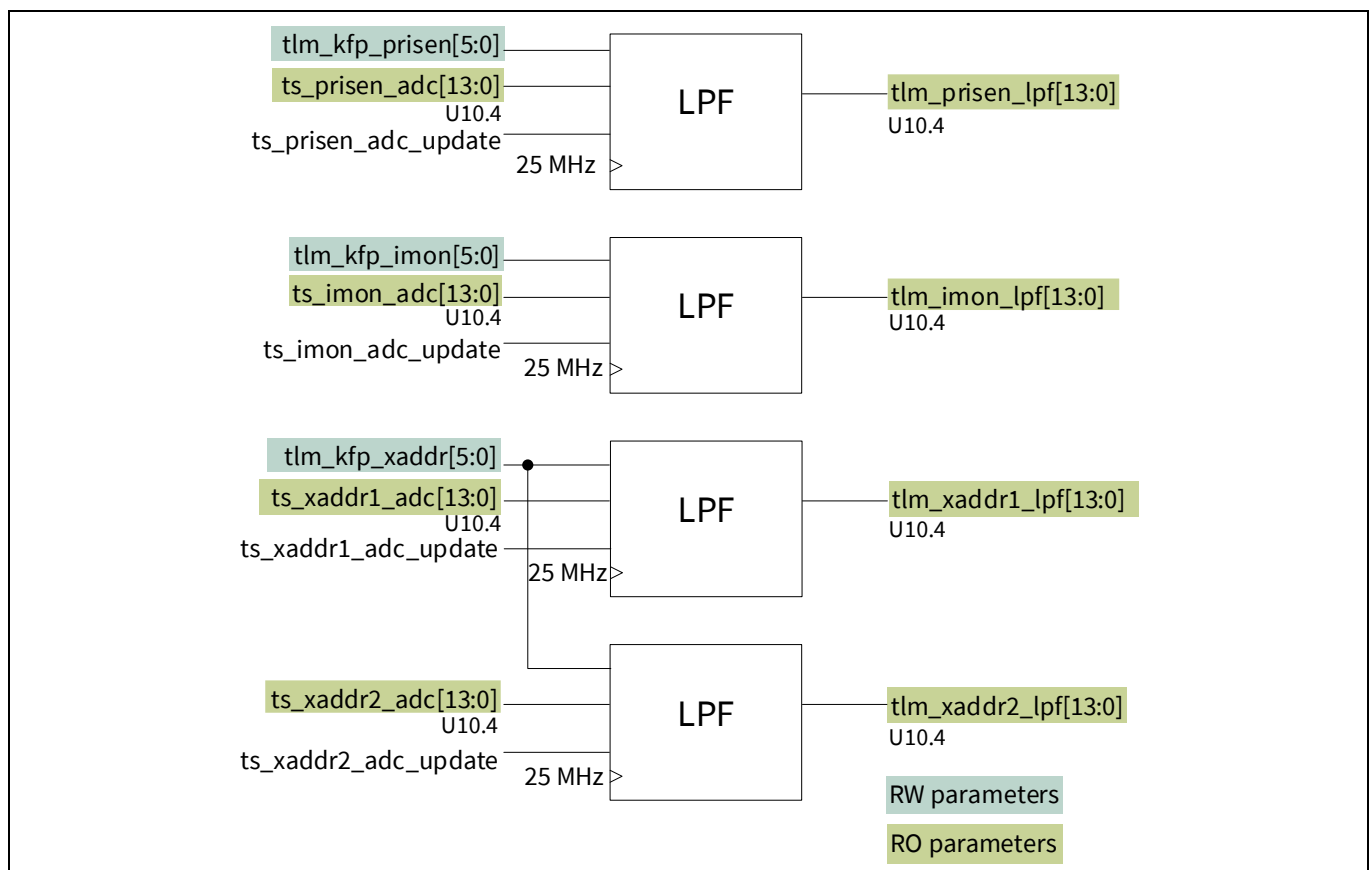 tlm_kfp_prisen[5:0]
ts_prisen_adc[13:0]
U10.4
ts_prisen_adc_update
25 MHz
LPF
tlm_prisen_lpf[13:0]
U10.4
tlm_kfp_imon[5:0]
ts_imon_adc[13:0]
U10.4
ts_imon_adc_update
25 MHz
LPF
tlm_imon_lpf[13:0]
U10.4
tlm_kfp_xaddr[5:0]
ts_xaddr1_adc[13:0]
U10.4
ts_xaddr1_adc_update
25 MHz
LPF
tlm_xaddr1_lpf[13:0]
U10.4
ts_xaddr2_adc[13:0]
U10.4
ts_xaddr2_adc_update
25 MHz
LPF
tlm_xaddr2_lpf[13:0]
U10.4
RW parameters
RO parameters